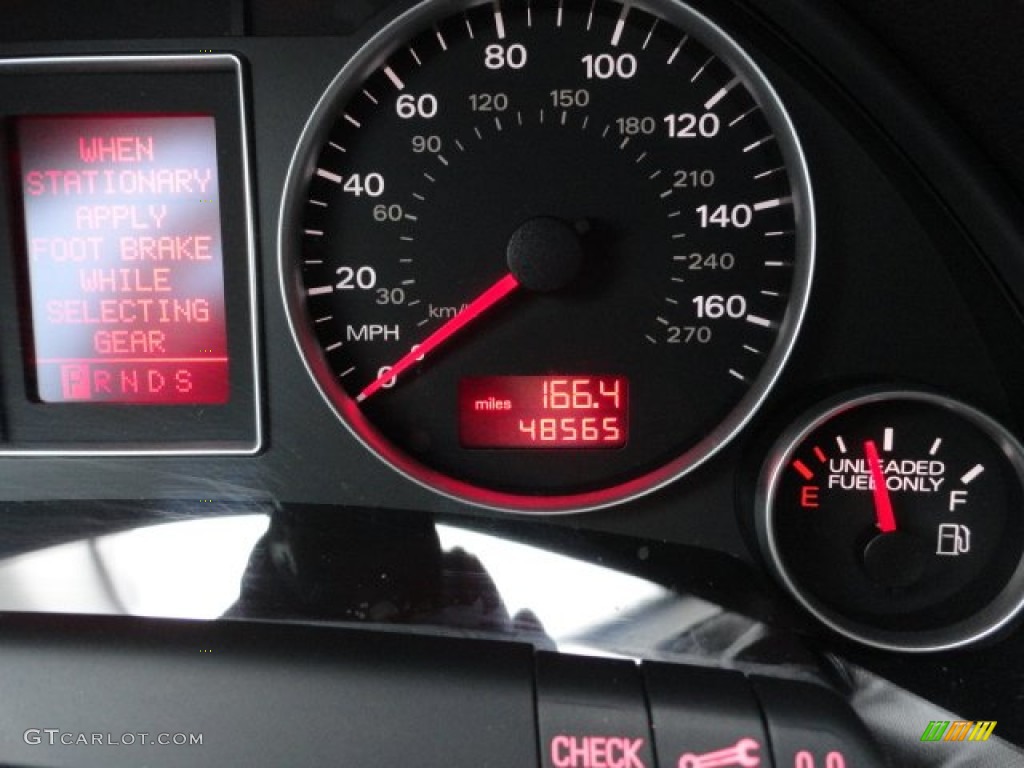 WHEN
STATIONARY
APPLY
FOOT BRAKE
WHILE
SELECTING
GEAR
P R N D S
0 20 40 60 80 100 120 140 160
30 60 90 120 150 180 210 240 270
MPH
km/h
0
miles 166.4
48565
UNLEADED
FUEL ONLY
E F
CHECK
0.0
GTCARLOT.COM